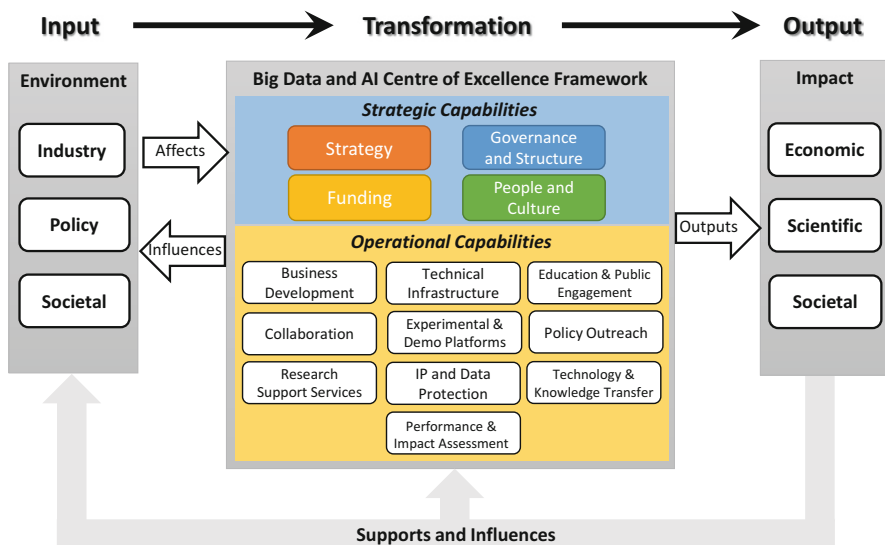 Input
Transformation
Output
Environment
Industry
Policy
Societal
Affects
Influences
Big Data and AI Centre of Excellence Framework
Strategic Capabilities
Strategy
Governance
and Structure
Funding
People and
Culture
Operational Capabilities
Business
Development
Technical
Infrastructure
Education & Public
Engagement
Collaboration
Experimental &
Demo Platforms
Policy Outreach
Research
Support Services
IP and Data
Protection
Technology &
Knowledge Transfer
Performance &
Impact Assessment
Outputs
Impact
Economic
Scientific
Societal
Supports and Influences